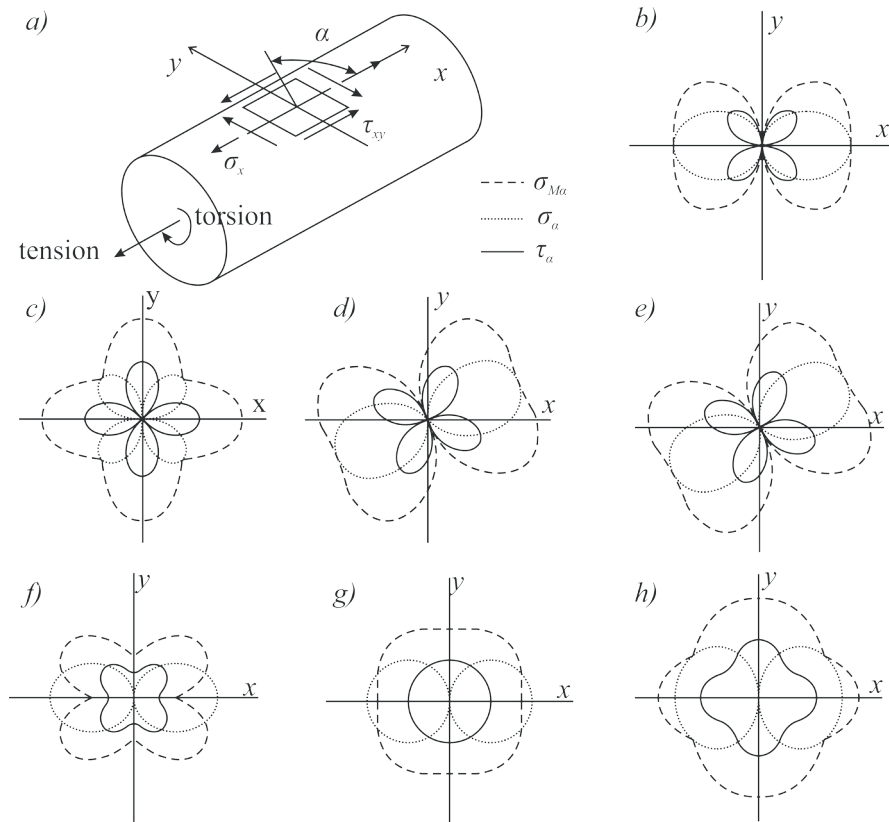 a)
α
y
x
τxy
σx
torsion
tension
σMα
σα
τα
b)
y
x
c)
y
x
d)
y
x
e)
y
x
f)
y
x
g)
y
x
h)
y
x